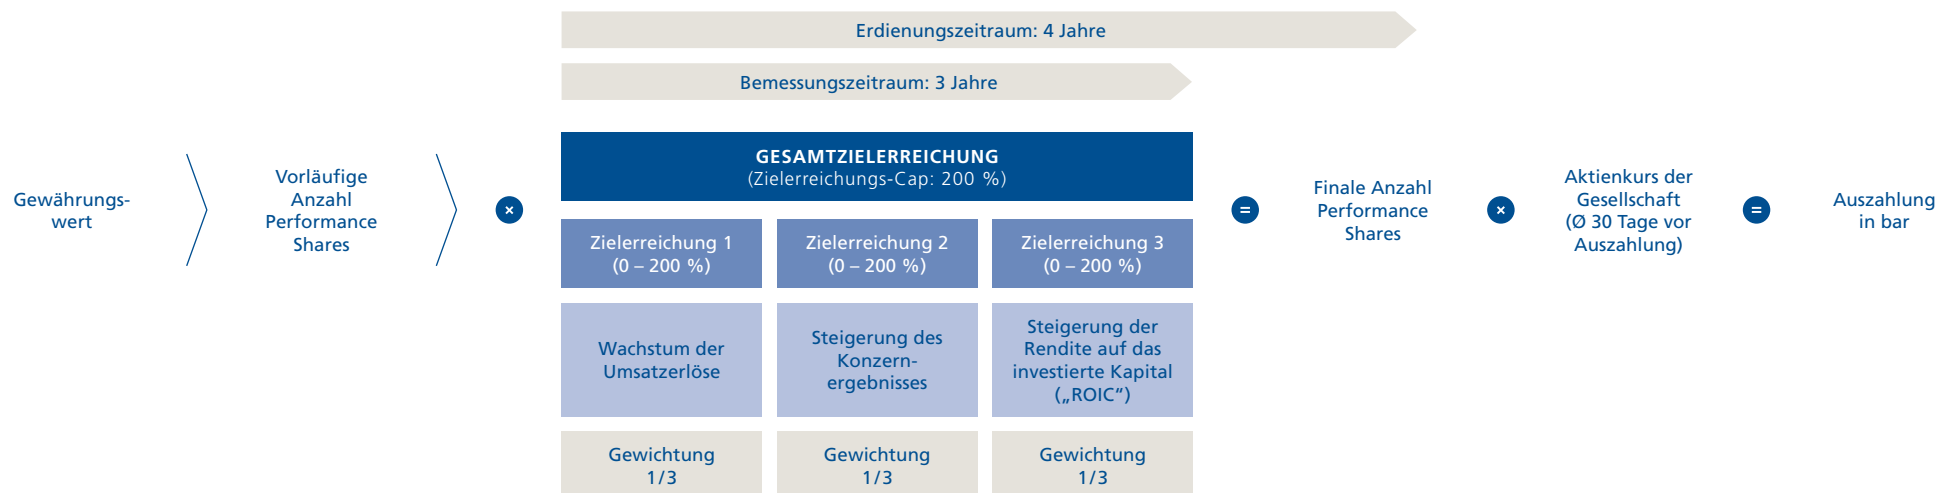 Erdienungszeitraum: 4 Jahre
Bemessungszeitraum: 3 Jahre
Gewährungs-
wert
Vorläufige
Anzahl
Performance
Shares
×
GESAMTZIELERREICHUNG
(Zielerreichungs-Cap: 200 %)
Zielerreichung 1
(0 – 200 %)
Zielerreichung 2
(0 – 200 %)
Zielerreichung 3
(0 – 200 %)
Wachstum der
Umsatzerlöse
Steigerung des
Konzern-
ergebnisses
Steigerung der
Rendite auf das
investierte Kapital
(„ROIC“)
Gewichtung
1/3
Gewichtung
1/3
Gewichtung
1/3
=
Finale Anzahl
Performance
Shares
×
Aktienkurs der
Gesellschaft
(Ø 30 Tage vor
Auszahlung)
=
Auszahlung
in bar